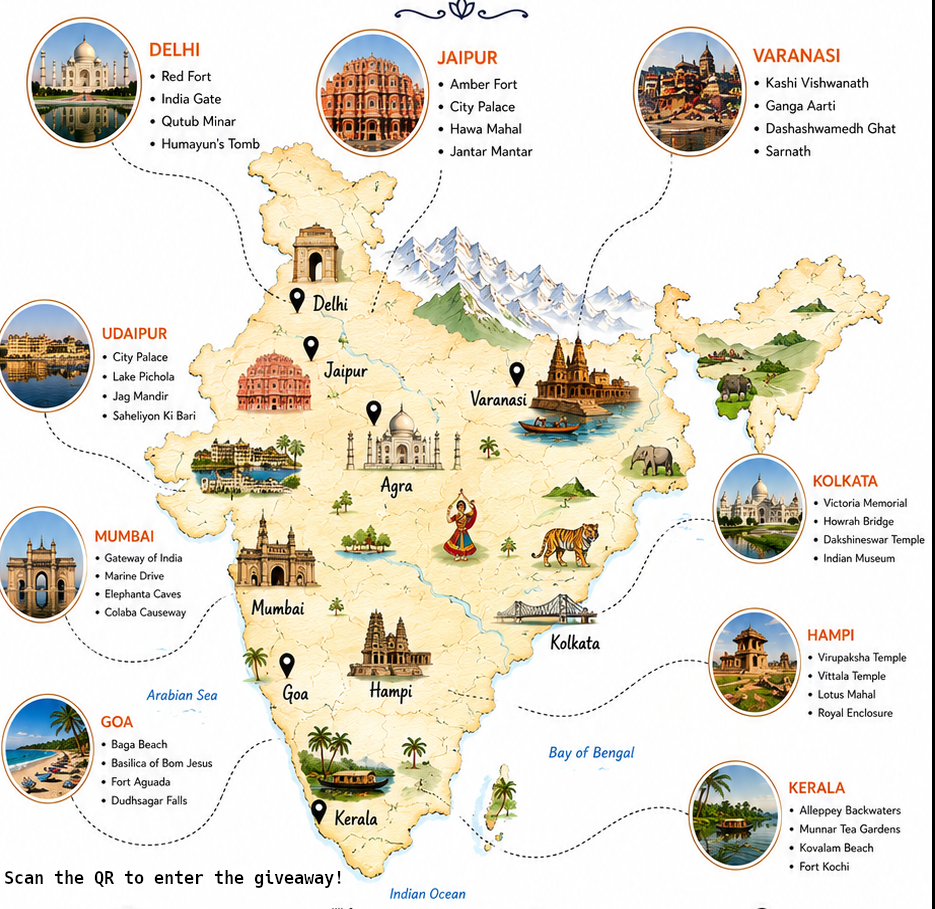 DELHI
• Red Fort
• India Gate
• Qutub Minar
• Humayun's Tomb
JAIPUR
• Amber Fort
• City Palace
• Hawa Mahal
• Jantar Mantar
VARANASI
• Kashi Vishwanath
• Ganga Aarti
• Dashashwamedh Ghat
• Sarnath
UDAIPUR
• City Palace
• Lake Pichola
• Jag Mandir
• Saheliyon Ki Bari
MUMBAI
• Gateway of India
• Marine Drive
• Elephanta Caves
• Colaba Causeway
GOA
• Baga Beach
• Basilica of Bom Jesus
• Fort Aguada
• Dudhsagar Falls
Delhi
Jaipur
Varanasi
Agra
Mumbai
Kolkata
Goa
Hampi
Kerala
Arabian Sea
Bay of Bengal
Indian Ocean
KOLKATA
• Victoria Memorial
• Howrah Bridge
• Dakshineswar Temple
• Indian Museum
HAMPI
• Virupaksha Temple
• Vittala Temple
• Lotus Mahal
• Royal Enclosure
KERALA
• Alleppey Backwaters
• Munnar Tea Gardens
• Kovalam Beach
• Fort Kochi
Scan the QR to enter the giveaway!